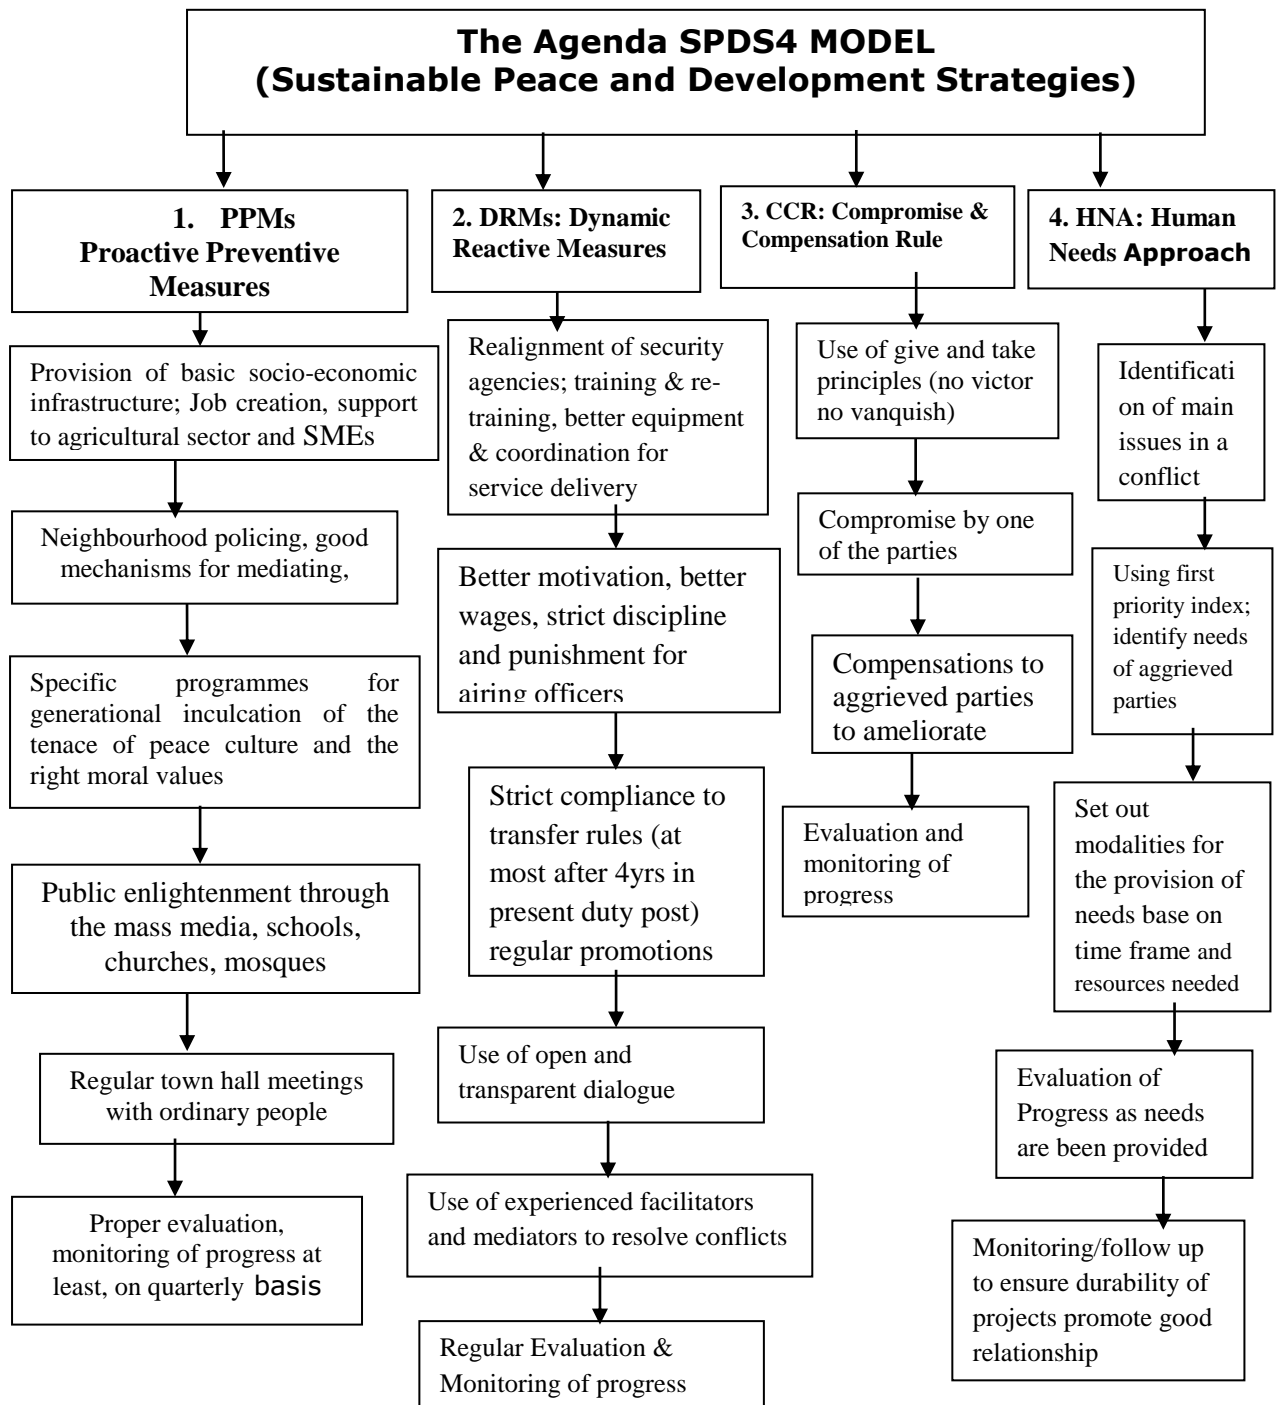 The Agenda SPDS4 MODEL
(Sustainable Peace and Development Strategies)
1. PPMs
Proactive Preventive
Measures
Provision of basic socio-economic
infrastructure; Job creation, support
to agricultural sector and SMEs
Neighbourhood policing, good
mechanisms for mediating,
Specific programmes for
generational inculcation of the
tenace of peace culture and the
right moral values
Public enlightenment through
the mass media, schools,
churches, mosques
Regular town hall meetings
with ordinary people
Proper evaluation,
monitoring of progress at
least, on quarterly basis
2. DRMs: Dynamic
Reactive Measures
Realignment of security
agencies; training & re-
training, better equipment
& coordination for
service delivery
Better motivation, better
wages, strict discipline
and punishment for
airing officers
Strict compliance to
transfer rules (at
most after 4yrs in
present duty post)
regular promotions
Use of open and
transparent dialogue
Use of experienced facilitators
and mediators to resolve conflicts
Regular Evaluation &
Monitoring of progress
3. CCR: Compromise &
Compensation Rule
Use of give and take
principles (no victor
no vanquish)
Compromise by one
of the parties
Compensations to
aggrieved parties
to ameliorate
Evaluation and
monitoring of
progress
4. HNA: Human
Needs Approach
Identificati
on of main
issues in a
conflict
Using first
priority index;
identify needs
of aggrieved
parties
Set out
modalities for
the provision of
needs base on
time frame and
resources needed
Evaluation of
Progress as needs
are been provided
Monitoring/follow up
to ensure durability of
projects promote good
relationship